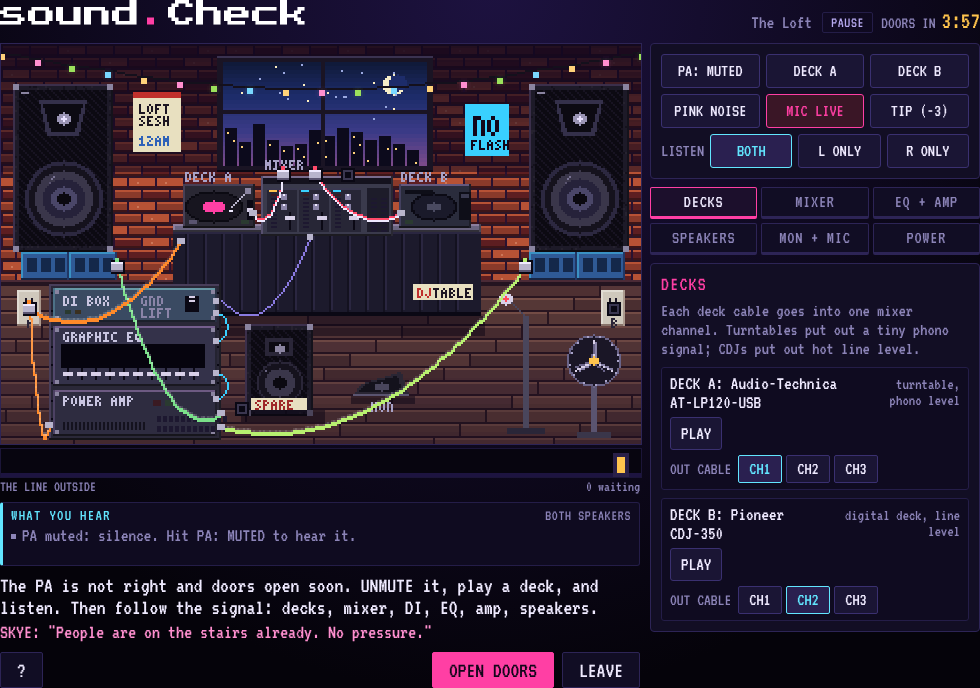 sound.Check
The Loft
PAUSE
DOORS IN 3:57
LOFT
SESH
12AM
NO
FLASH
MIXER
DECK A
DECK B
DJTABLE
DI BOX
GND
LIFT
GRAPHIC EQ
POWER AMP
SPARE
MON
THE LINE OUTSIDE
0 waiting
WHAT YOU HEAR
BOTH SPEAKERS
PA muted: silence. Hit PA: MUTED to hear it.
The PA is not right and doors open soon. UNMUTE it, play a deck, and
listen. Then follow the signal: decks, mixer, DI, EQ, amp, speakers.
SKYE: "People are on the stairs already. No pressure."
?
OPEN DOORS
LEAVE
PA: MUTED
DECK A
DECK B
PINK NOISE
MIC LIVE
TIP (-3)
LISTEN
BOTH
L ONLY
R ONLY
DECKS
MIXER
EQ + AMP
SPEAKERS
MON + MIC
POWER
DECKS
Each deck cable goes into one mixer
channel. Turntables put out a tiny phono
signal; CDJs put out hot line level.
DECK A: Audio-Technica
AT-LP120-USB
turntable,
phono level
PLAY
OUT CABLE
CH1
CH2
CH3
DECK B: Pioneer
CDJ-350
digital deck, line
level
PLAY
OUT CABLE
CH1
CH2
CH3